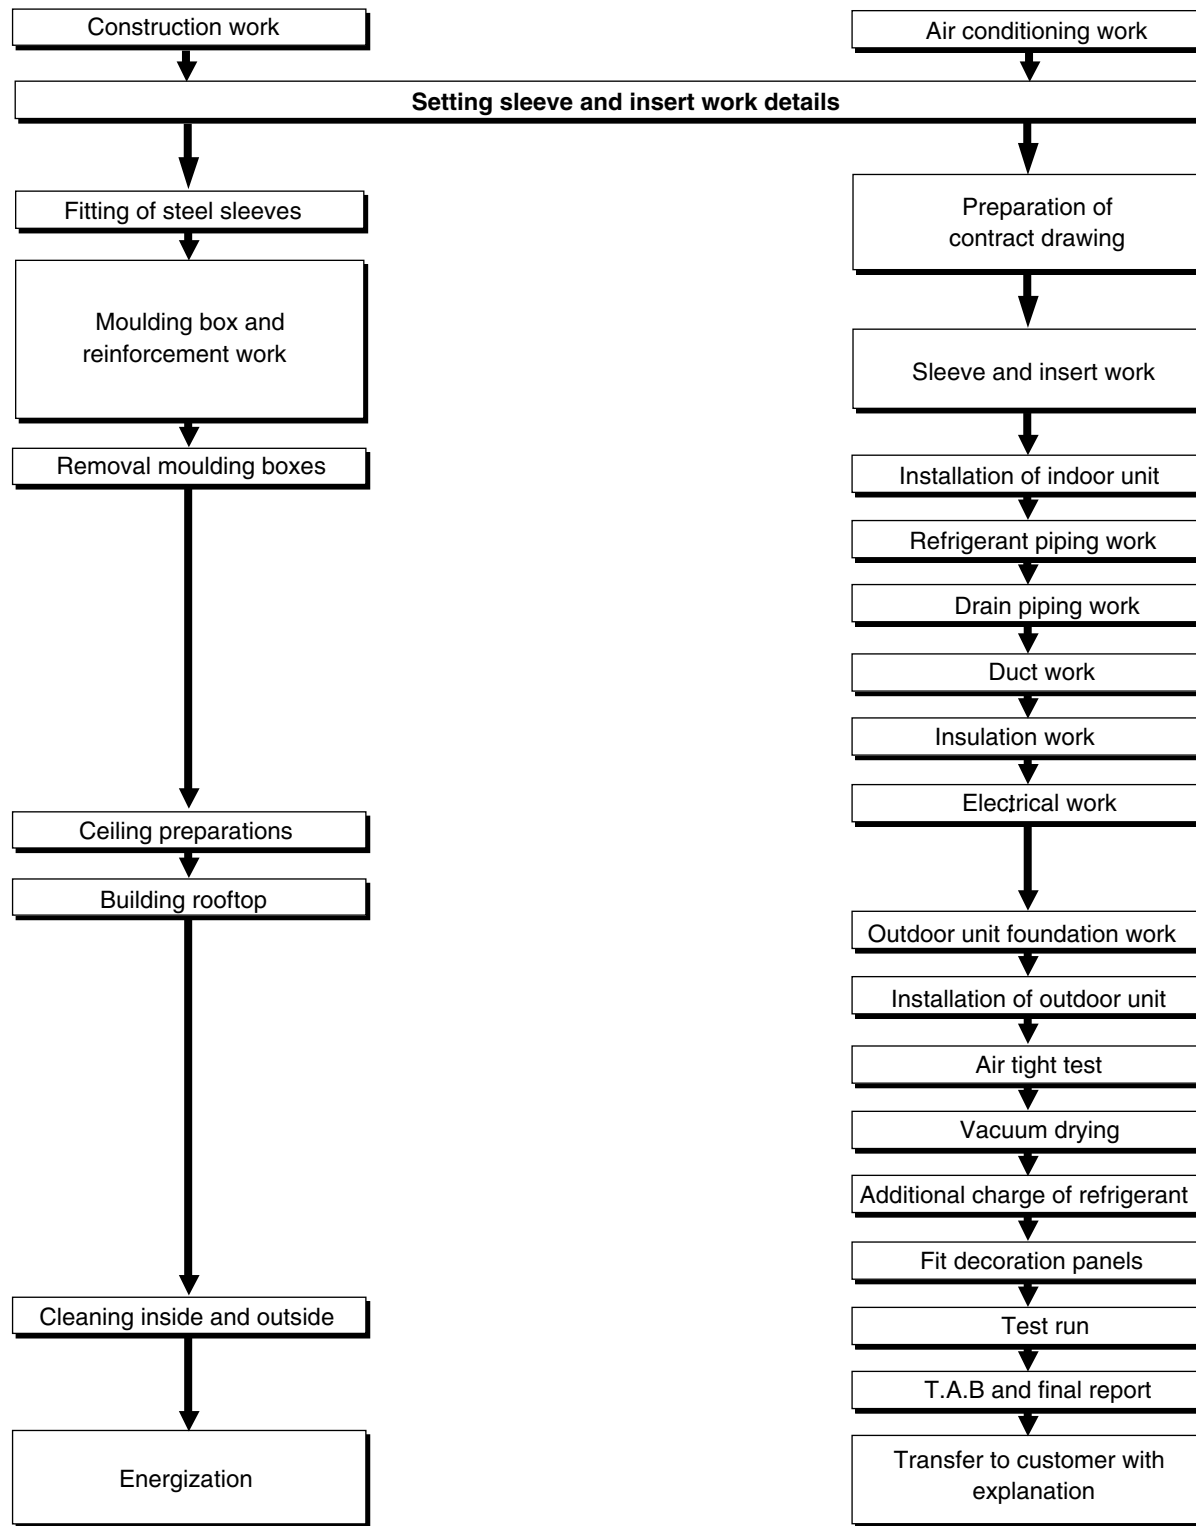 Construction work
Air conditioning work
Setting sleeve and insert work details
Fitting of steel sleeves
Moulding box and
reinforcement work
Removal moulding boxes
Ceiling preparations
Building rooftop
Cleaning inside and outside
Energization
Preparation of
contract drawing
Sleeve and insert work
Installation of indoor unit
Refrigerant piping work
Drain piping work
Duct work
Insulation work
Electrical work
Outdoor unit foundation work
Installation of outdoor unit
Air tight test
Vacuum drying
Additional charge of refrigerant
Fit decoration panels
Test run
T.A.B and final report
Transfer to customer with
explanation